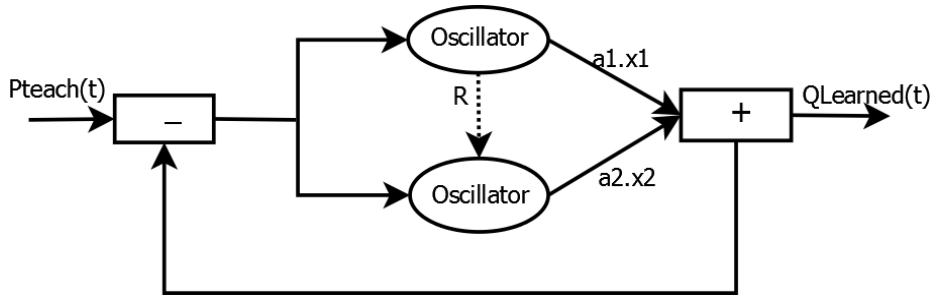 Oscillator
a1.x1
Pteach(t)
R
QLearned(t)
−
+
Oscillator
a2.x2